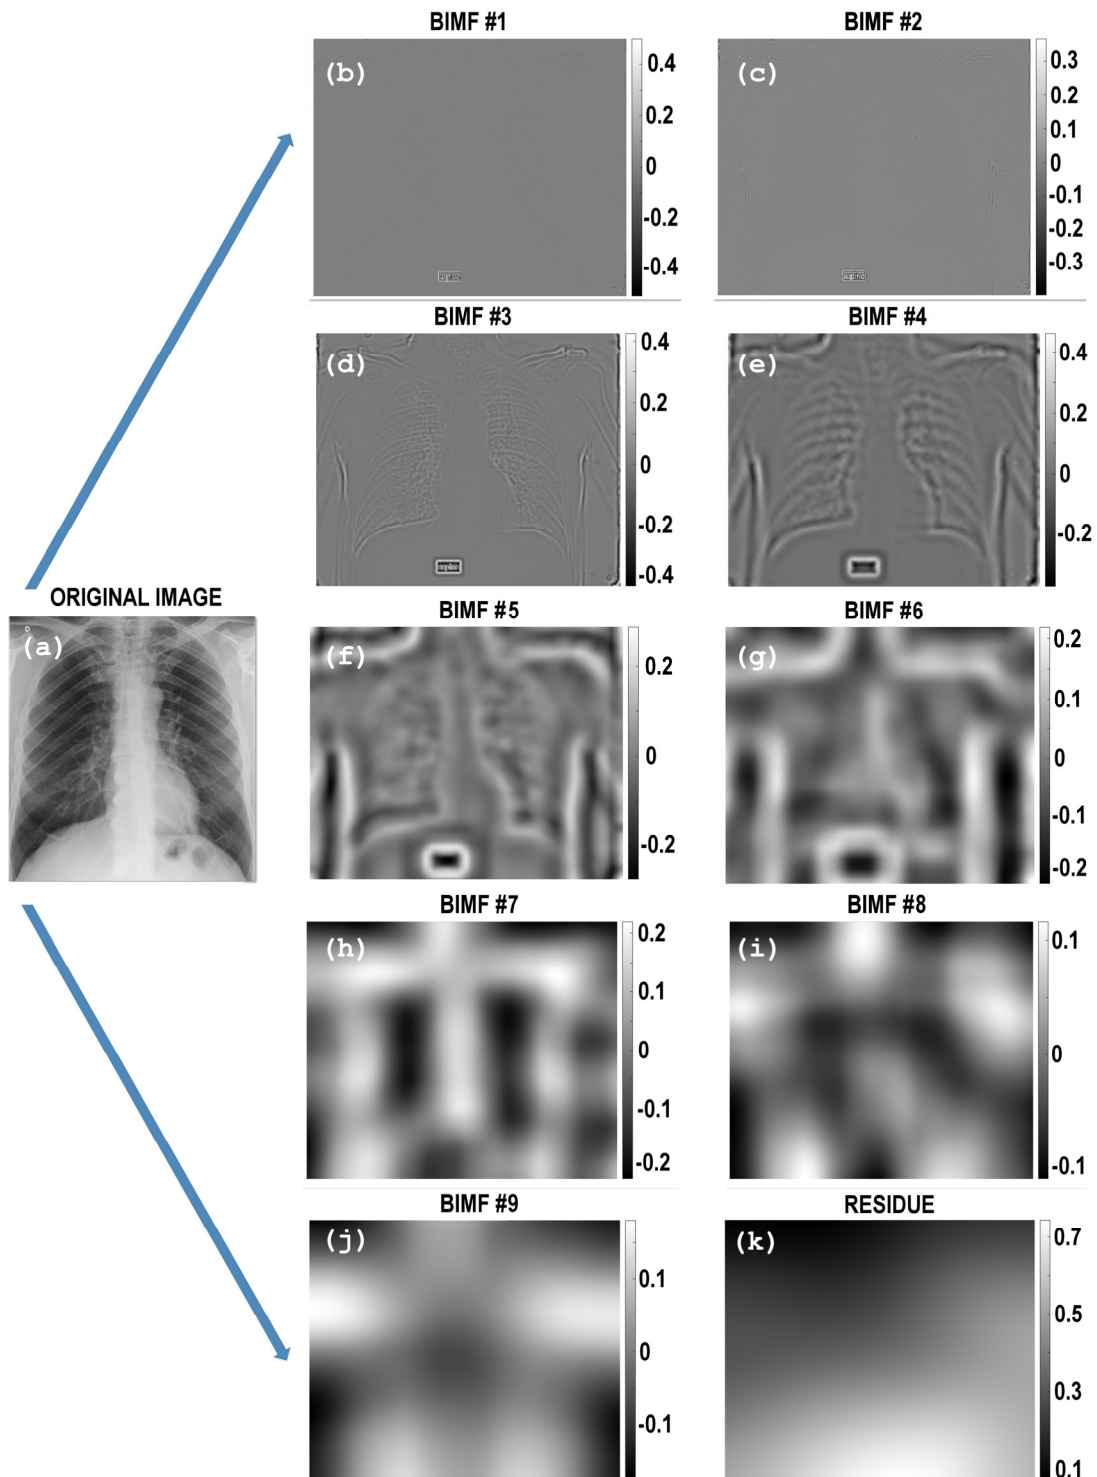 BIMF #1
BIMF #2
(b)
0.4
0.2
0
-0.2
-0.4
(c)
0.3
0.2
0.1
0
-0.1
-0.2
-0.3
BIMF #3
BIMF #4
(d)
0.4
0.2
0
-0.2
-0.4
(e)
0.4
0.2
0
-0.2
ORIGINAL IMAGE
(a)
D
BIMF #5
BIMF #6
(f)
0.2
0
-0.2
(g)
0.2
0.1
0
-0.1
-0.2
BIMF #7
BIMF #8
(h)
0.2
0.1
0
-0.1
-0.2
(i)
0.1
0
-0.1
BIMF #9
RESIDUE
(j)
0.1
0
-0.1
(k)
0.7
0.5
0.3
0.1